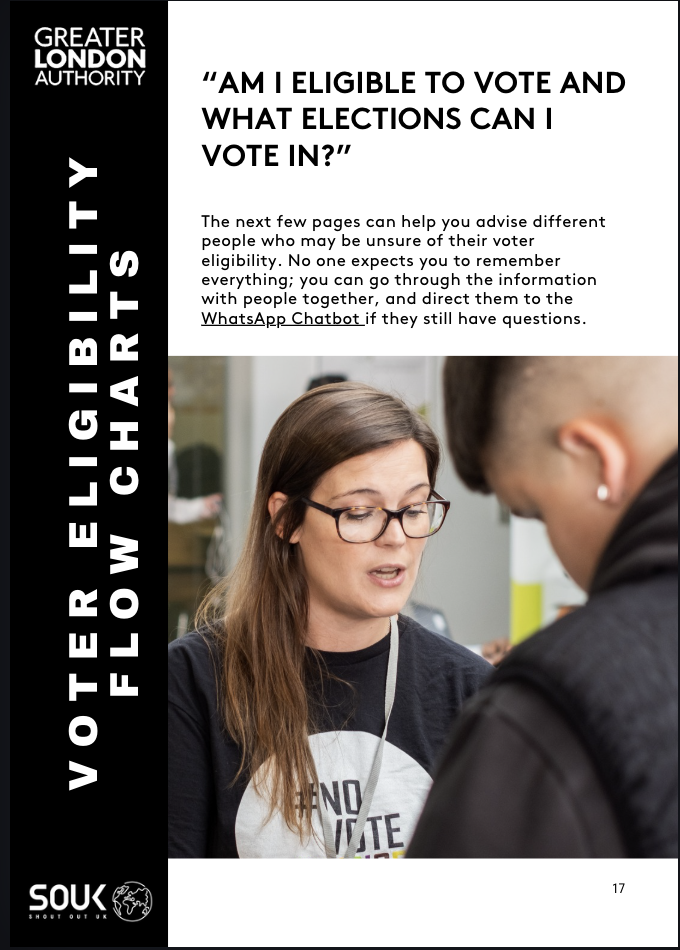 GREATER
LONDON
AUTHORITY
VOTER ELIGIBILITY
FLOW CHARTS
“AM I ELIGIBLE TO VOTE AND
WHAT ELECTIONS CAN I
VOTE IN?”
The next few pages can help you advise different
people who may be unsure of their voter
eligibility. No one expects you to remember
everything; you can go through the information
with people together, and direct them to the
WhatsApp Chatbot if they still have questions.
#NO
VOTE
SOUK
SHOUT OUT UK
17